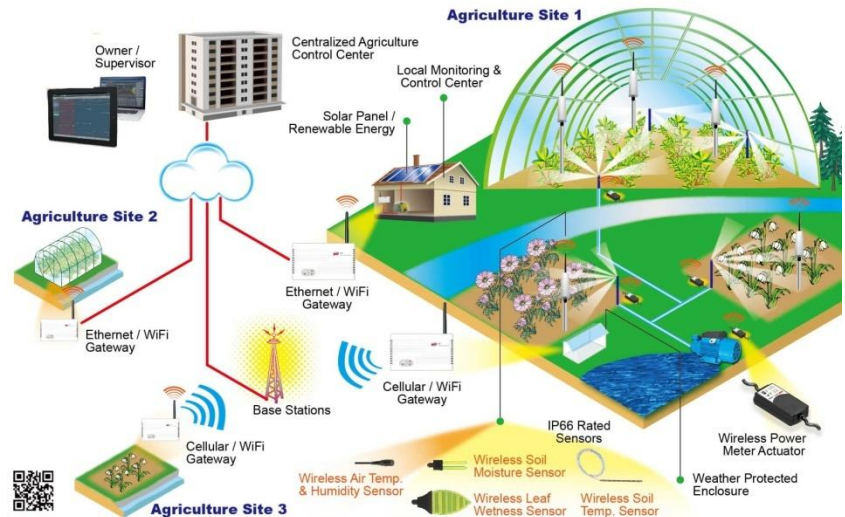 Agriculture Site 1
Owner /
Supervisor
Centralized Agriculture
Control Center
Local Monitoring &
Control Center
Solar Panel /
Renewable Energy
Agriculture Site 2
Ethernet / WiFi
Gateway
Ethernet / WiFi
Gateway
Base Stations
Cellular / WiFi
Gateway
Cellular / WiFi
Gateway
IP66 Rated
Sensors
Wireless Power
Meter Actuator
Wireless Air Temp.
& Humidity Sensor
Wireless Soil
Moisture Sensor
Wireless Leaf
Wetness Sensor
Wireless Soil
Temp. Sensor
Weather Protected
Enclosure
Agriculture Site 3